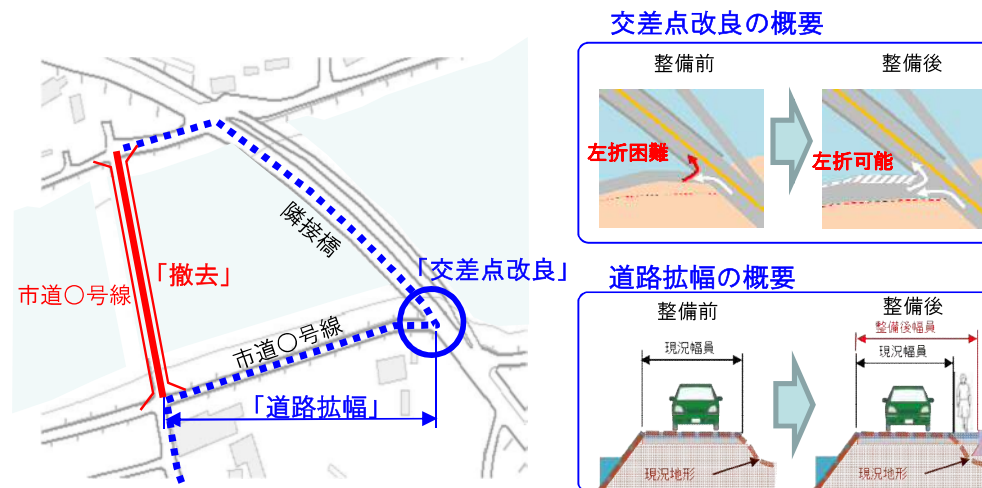 交差点改良の概要
整備前
整備後
左折困難
左折可能
隣接橋
「交差点改良」
「撤去」
市道〇号線
市道〇号線
「道路拡幅」
道路拡幅の概要
整備前
整備後
整備後幅員
現況幅員
現況幅員
現況地形
現況地形